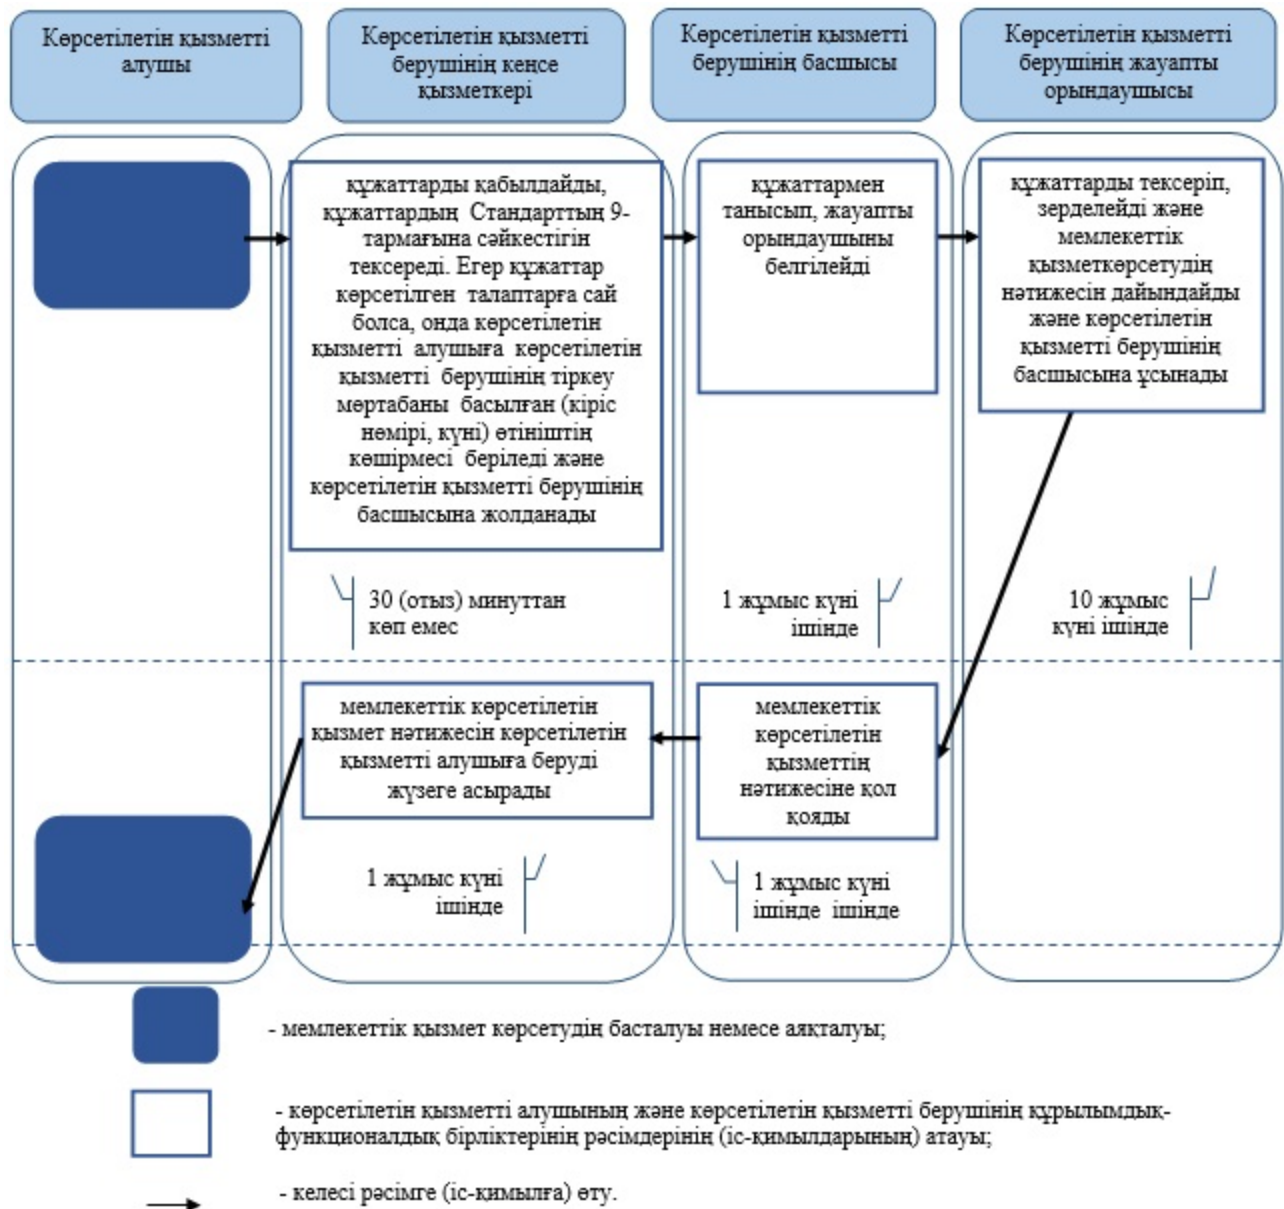 Көрсетілетін қызметті
алушы
Көрсетілетін қызметті
берушінің кеңсе
қызметкері
Көрсетілетін қызметті
берушінің басшысы
Көрсетілетін қызметті
берушінің жауапты
орындаушысы
құжаттарды қабылдайды,
құжаттардың Стандарттың 9-
тармағына сәйкестігін
тексереді. Егер құжаттар
көрсетілген талаптарға сай
болса, онда көрсетілетін
қызметті алушыға көрсетілетін
қызметті берушінің тіркеу
мөртабаны басылған (кіріс
нөмірі, күні) өтініштің
көшірмесі беріледі және
көрсетілетін қызметті берушінің
басшысына жолданады
құжаттармен
танысып, жауапты
орындаушыны
белгілейді
құжаттарды тексеріп,
зерделейді және
мемлекеттік
қызметкөрсетудің
нәтижесін дайындайды
және көрсетілетін
қызметті берушінің
басшысына ұсынады
30 (отыз) минуттан
көп емес
1 жұмыс күні
ішінде
10 жұмыс
күні ішінде
мемлекеттік көрсетілетін
қызмет нәтижесін көрсетілетін
қызметті алушыға беруді
жүзеге асырады
мемлекеттік
көрсетілетін
қызметтің
нәтижесіне қол
қояды
1 жұмыс күні
ішінде
1 жұмыс күні
ішінде ішінде
- мемлекеттік қызмет көрсетудің басталуы немесе аяқталуы;
- көрсетілетін қызметті алушының және көрсетілетін қызметті берушінің құрылымдық-
функционалдық бірліктерінің рәсімдерінің (іс-қимылдарының) атауы;
- келесі рәсімге (іс-қимылға) өту.